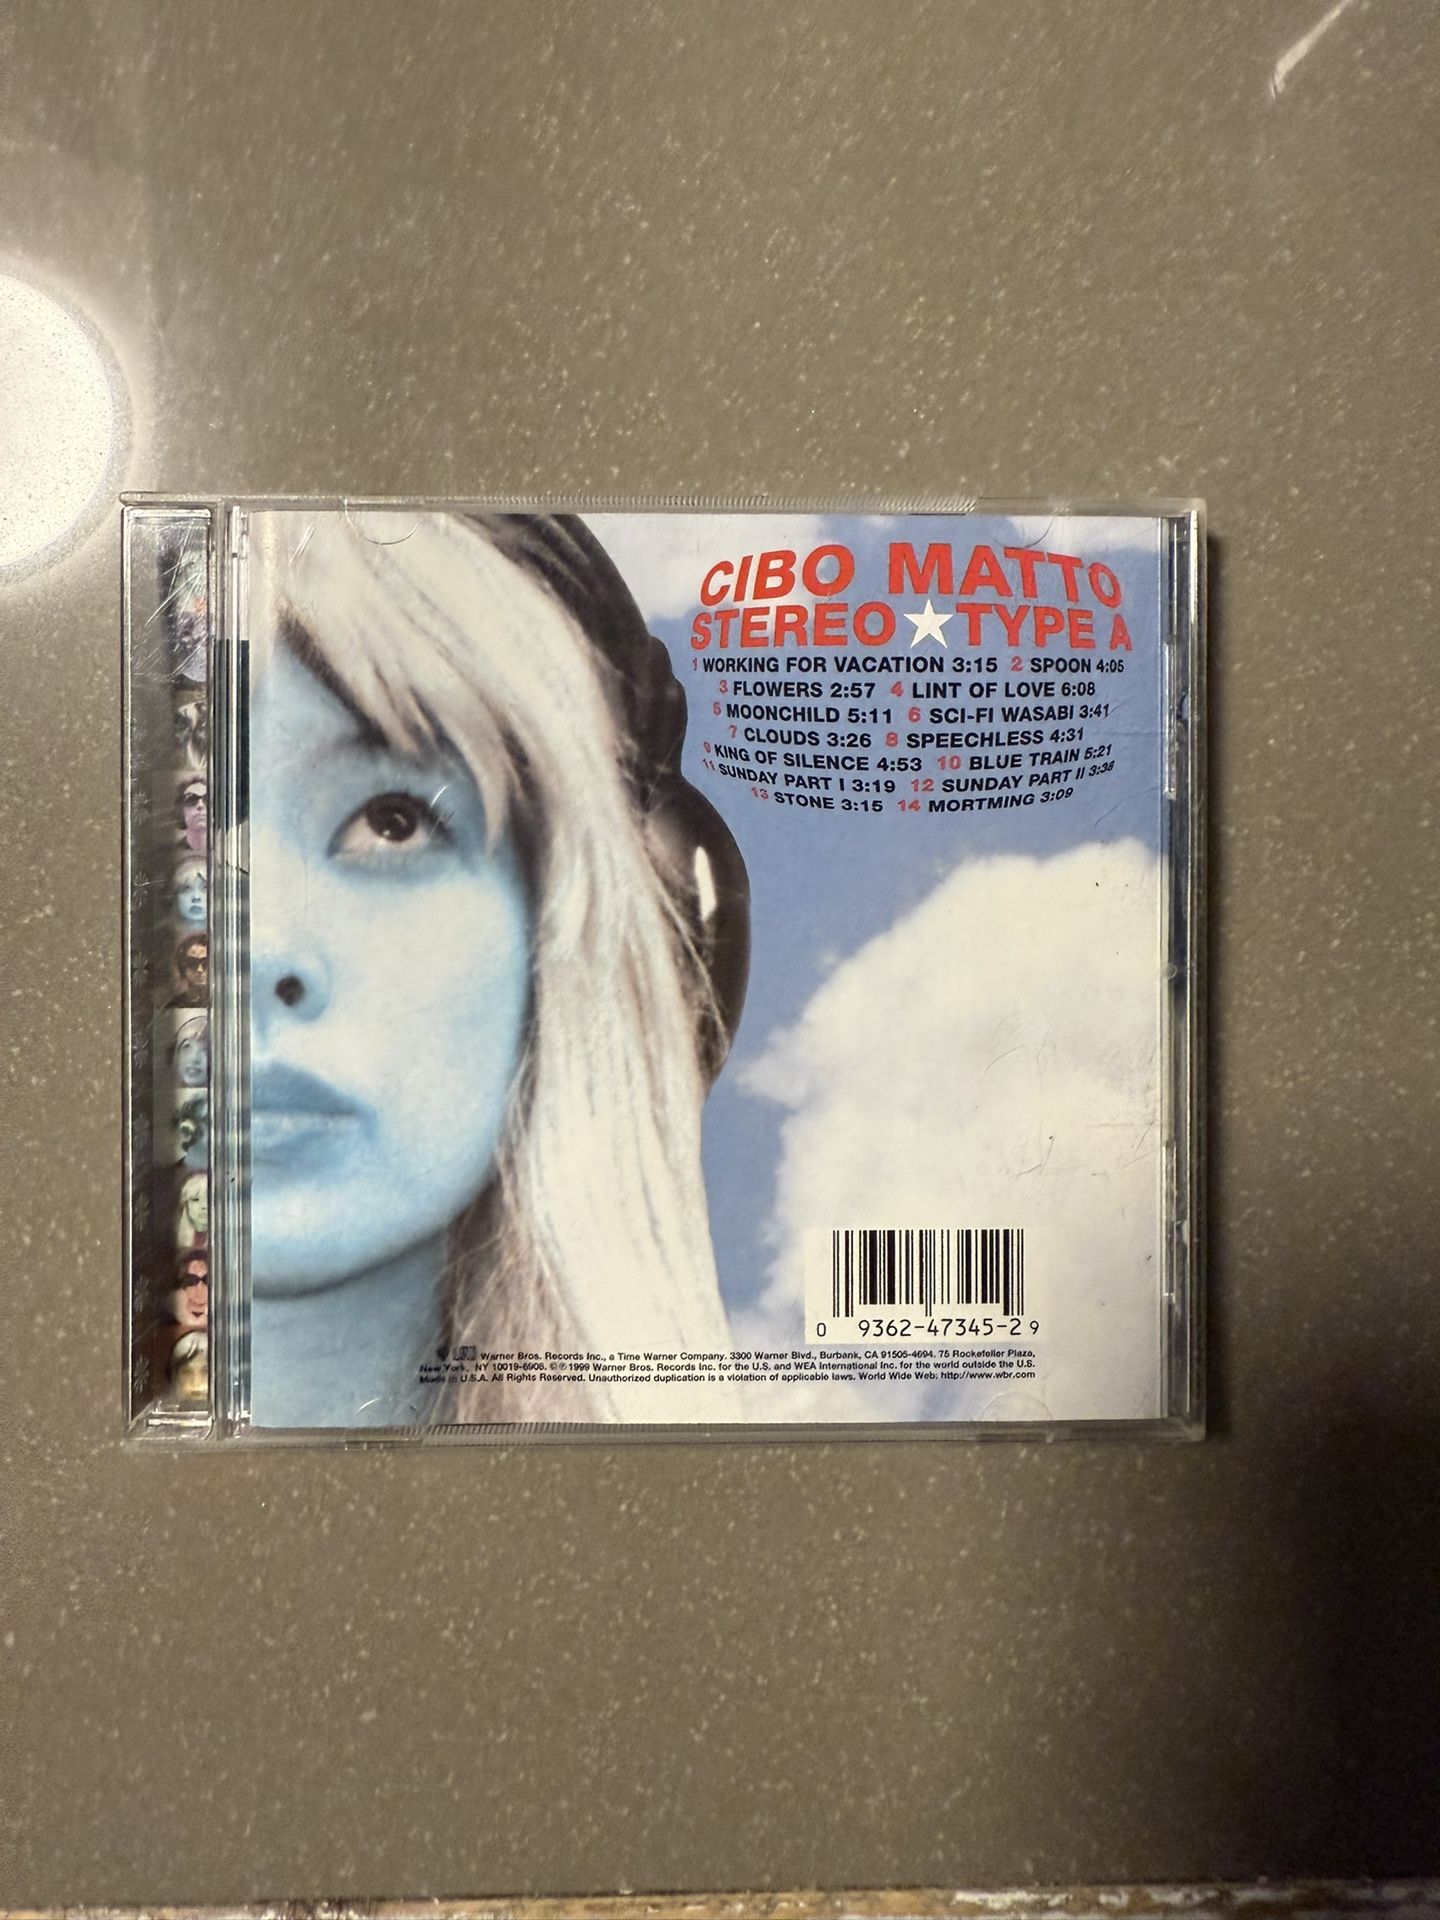 CIBO MATTO
STEREO★TYPE A
1 WORKING FOR VACATION 3:15 2 SPOON 4:05
3 FLOWERS 2:57 4 LINT OF LOVE 6:08
5 MOONCHILD 5:11 6 SCI-FI WASABI 3:41
7 CLOUDS 3:26 8 SPEECHLESS 4:31
9 KING OF SILENCE 4:53 10 BLUE TRAIN 5:21
11 SUNDAY PART I 3:19 12 SUNDAY PART II 3:38
13 STONE 3:15 14 MORTMING 3:09
0 9362-47345-2 9
Warner Bros. Records Inc., a Time Warner Company. 3300 Warner Blvd., Burbank, CA 91505-4694. 75 Rockefeller Plaza,
New York, NY 10019-6908. ©℗1999 Warner Bros. Records Inc. for the U.S. and WEA International Inc. for the world outside the U.S.
Made in U.S.A. All Rights Reserved. Unauthorized duplication is a violation of applicable laws. World Wide Web: http://www.wbr.com